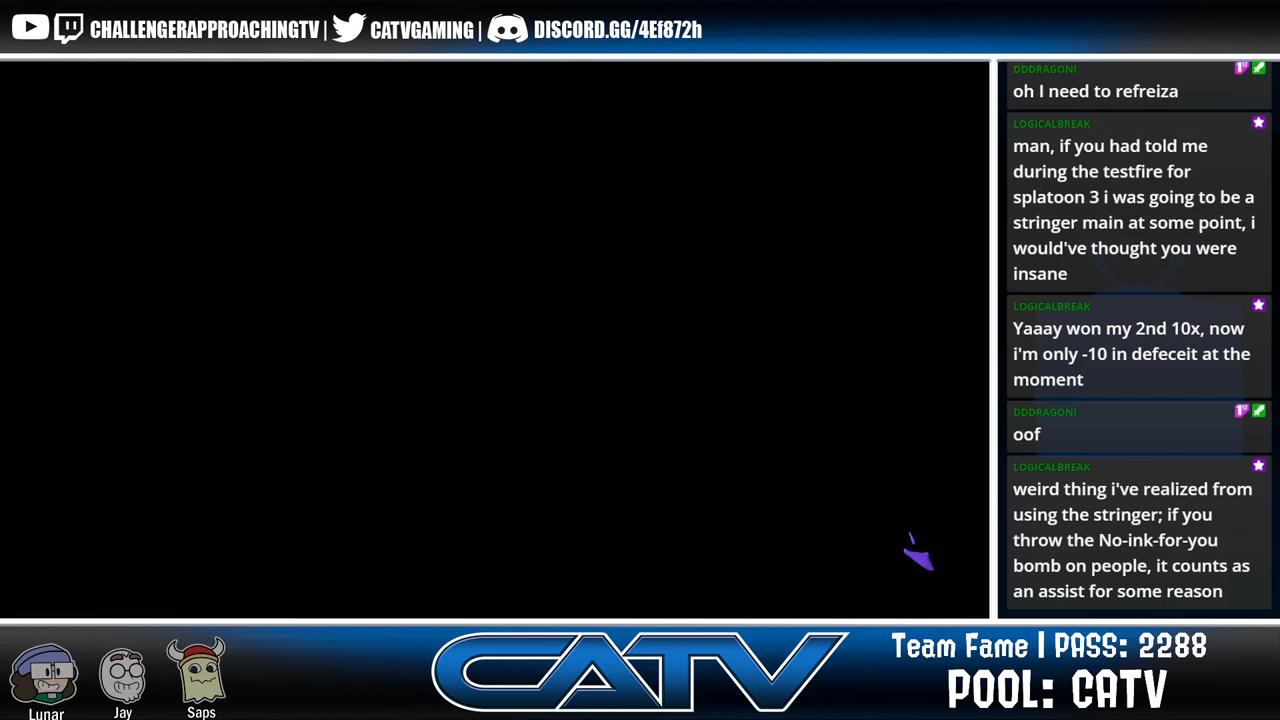 CHALLENGERAPPROACHINGTV | CATVGAMING | DISCORD.GG/4Ef872h
DDDRAGONI
oh I need to refreiza
LOGICALBREAK
man, if you had told me
during the testfire for
splatoon 3 i was going to be a
stringer main at some point, i
would've thought you were
insane
LOGICALBREAK
Yaaay won my 2nd 10x, now
i'm only -10 in defeceit at the
moment
DDDRAGONI
oof
LOGICALBREAK
weird thing i've realized from
using the stringer; if you
throw the No-ink-for-you
bomb on people, it counts as
an assist for some reason
Lunar
Jay
Saps
CATV
Team Fame | PASS: 2288
POOL: CATV